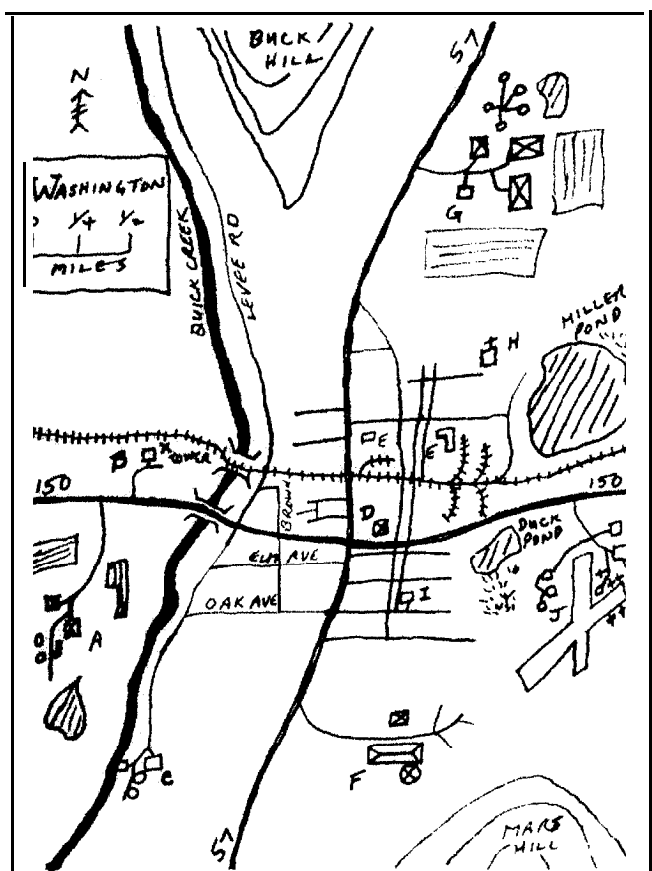 BUCK
HILL
57
N
WASHINGTON
0 1/4 1/2
MILES
G
CREEK
LEVEE RD
MILLER
POND
H
E
E
B
TOWER
150
150
BROWN
D
DUCK
POND
ELM AVE
OAK AVE
I
J
A
C
F
57
MARS
HILL